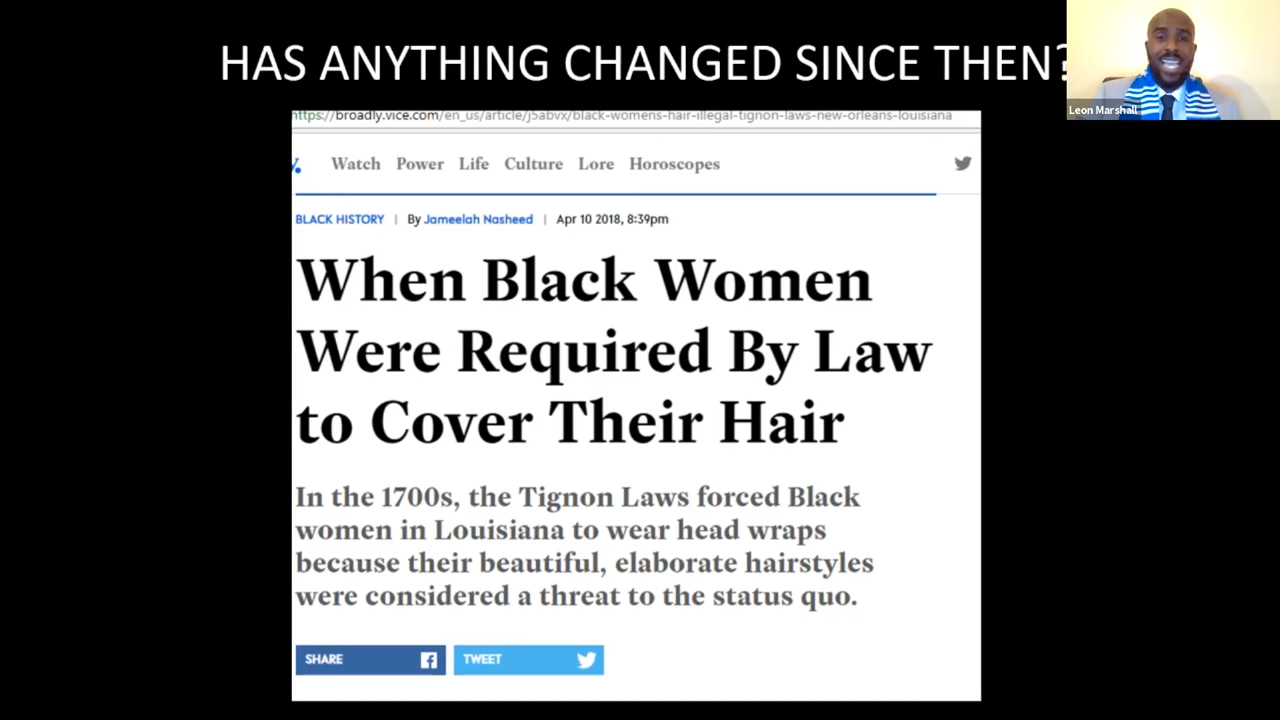 HAS ANYTHING CHANGED SINCE THEN?
Leon Marshall
https://broadly.vice.com/en_us/article/j5abvx/black-womens-hair-illegal-tignon-laws-new-orleans-louisiana
Watch Power Life Culture Lore Horoscopes
BLACK HISTORY | By Jameelah Nasheed | Apr 10 2018, 8:39pm
When Black Women
Were Required By Law
to Cover Their Hair
In the 1700s, the Tignon Laws forced Black
women in Louisiana to wear head wraps
because their beautiful, elaborate hairstyles
were considered a threat to the status quo.
SHARE
TWEET